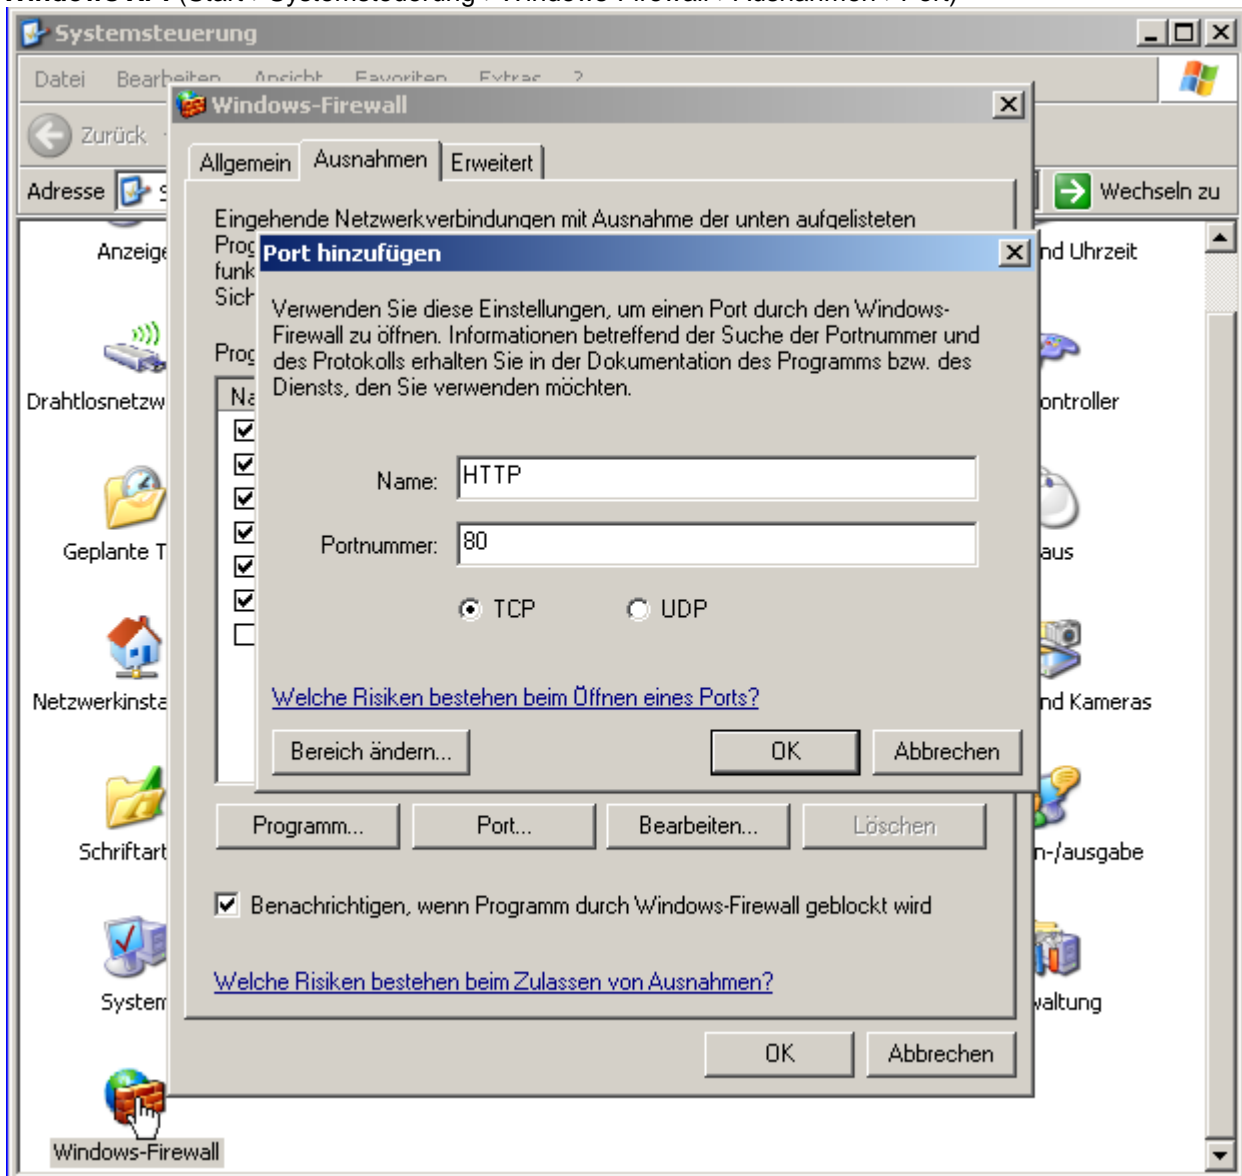 Systemsteuerung
Datei Bearbeiten Ansicht Favoriten Extras ?
Windows-Firewall
Zurück
Allgemein Ausnahmen Erweitert
Adresse Wechseln zu
Eingehende Netzwerkverbindungen mit Ausnahme der unten aufgelisteten
Port hinzufügen
Verwenden Sie diese Einstellungen, um einen Port durch den Windows-
Firewall zu öffnen. Informationen betreffend der Suche der Portnummer und
des Protokolls erhalten Sie in der Dokumentation des Programms bzw. des
Diensts, den Sie verwenden möchten.
Name: HTTP
Portnummer: 80
TCP UDP
Welche Risiken bestehen beim Öffnen eines Ports?
Bereich ändern... OK Abbrechen
Programm... Port... Bearbeiten... Löschen
Benachrichtigen, wenn Programm durch Windows-Firewall geblockt wird
Welche Risiken bestehen beim Zulassen von Ausnahmen?
OK Abbrechen
Anzeige
nd Uhrzeit
Drahtlosnetzw
ontroller
Geplante T
aus
Netzwerkinsta
nd Kameras
Schriftart
n-/ausgabe
System
waltung
Windows-Firewall